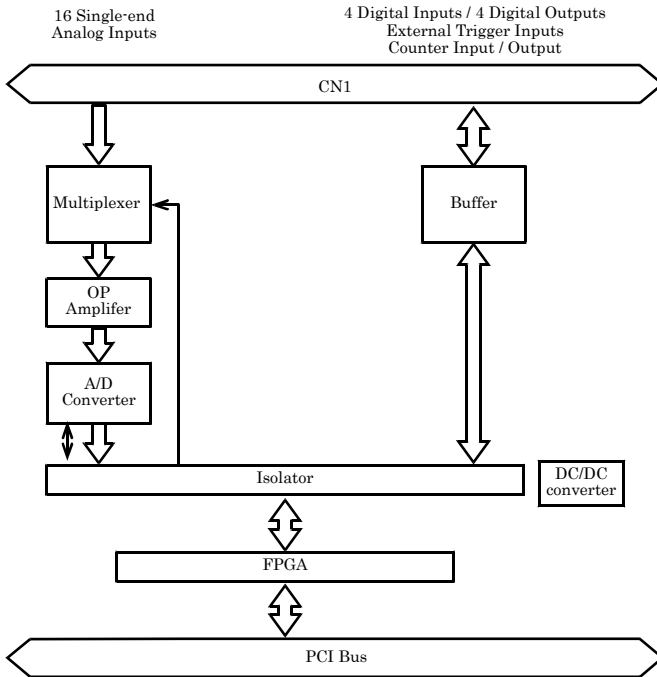 16 Single-end
Analog Inputs
4 Digital Inputs / 4 Digital Outputs
External Trigger Inputs
Counter Input / Output
CN1
Multiplexer
Buffer
OP
Amplifer
A/D
Converter
Isolator
DC/DC
converter
FPGA
PCI Bus